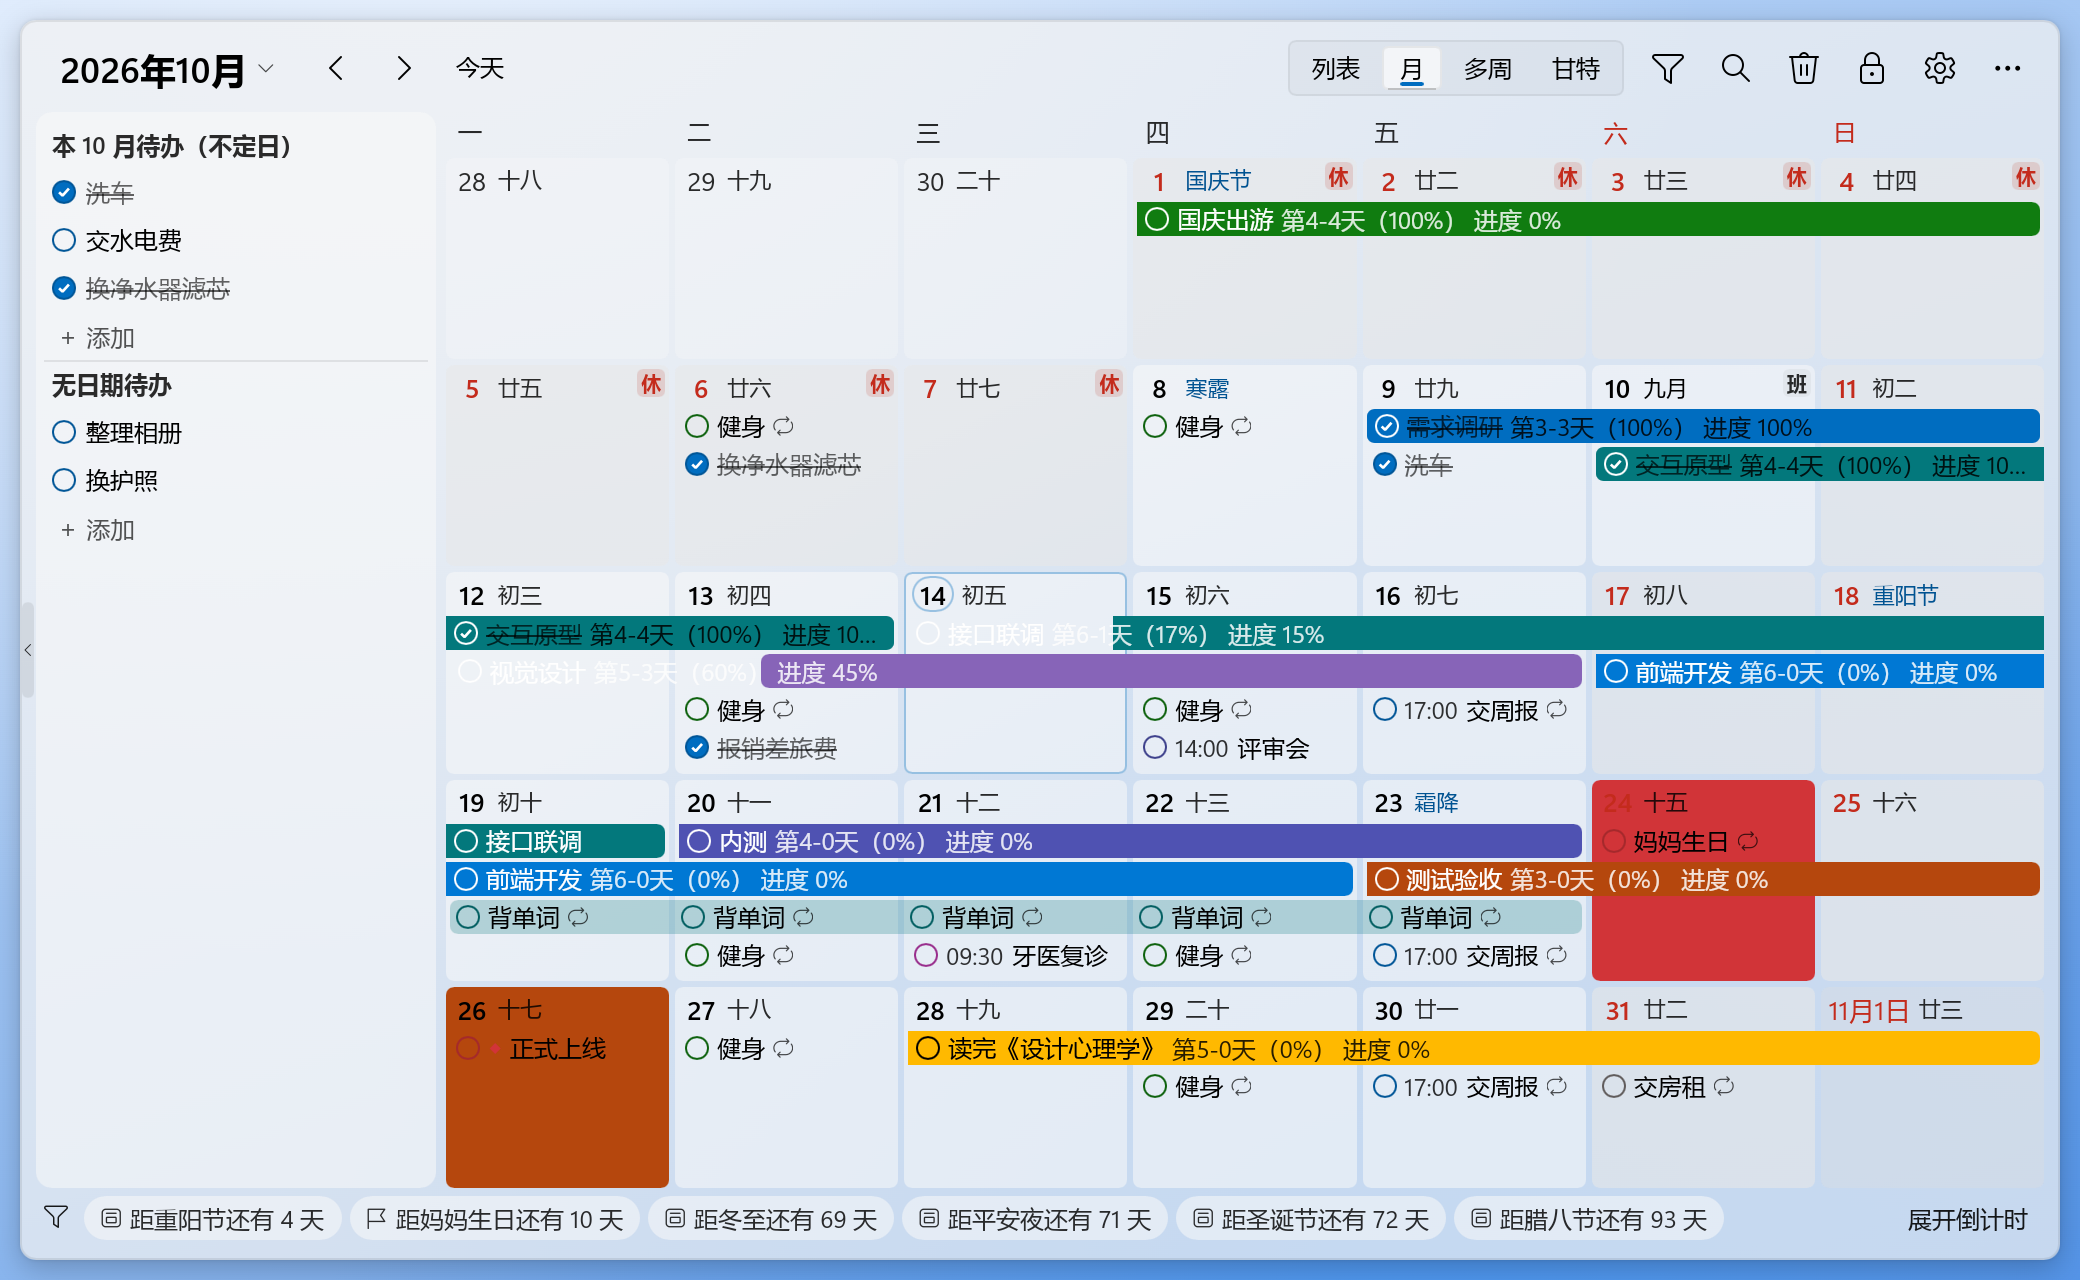 2026年10月 今天 列表 月 多周 甘特
本 10 月待办（不定日）
洗车
交水电费
换净水器滤芯
+ 添加
无日期待办
整理相册
换护照
+ 添加
一 二 三 四 五 六 日
28 十八 29 十九 30 二十 1 国庆节 休 2 廿二 休 3 廿三 休 4 廿四 休
国庆出游 第4-4天（100%） 进度 0%
5 廿五 休 6 廿六 休 7 廿七 休 8 寒露 9 廿九 10 九月 班 11 初二
健身 健身 需求调研 第3-3天（100%） 进度 100%
换净水器滤芯 洗车 交互原型 第4-4天（100%） 进度 10...
12 初三 13 初四 14 初五 15 初六 16 初七 17 初八 18 重阳节
交互原型 第4-4天（100%） 进度 10... 接口联调 第6-1天（17%） 进度 15%
视觉设计 第5-3天（60%） 进度 45% 前端开发 第6-0天（0%） 进度 0%
健身 健身 17:00 交周报
报销差旅费 14:00 评审会
19 初十 20 十一 21 十二 22 十三 23 霜降 24 十五 25 十六
接口联调 内测 第4-0天（0%） 进度 0% 妈妈生日
前端开发 第6-0天（0%） 进度 0% 测试验收 第3-0天（0%） 进度 0%
背单词 背单词 背单词 背单词 背单词
健身 09:30 牙医复诊 健身 17:00 交周报
26 十七 27 十八 28 十九 29 二十 30 廿一 31 廿二 11月1日 廿三
正式上线 健身 读完《设计心理学》 第5-0天（0%） 进度 0%
健身 17:00 交周报 交房租
距重阳节还有 4 天 距妈妈生日还有 10 天 距冬至还有 69 天 距平安夜还有 71 天 距圣诞节还有 72 天 距腊八节还有 93 天 展开倒计时